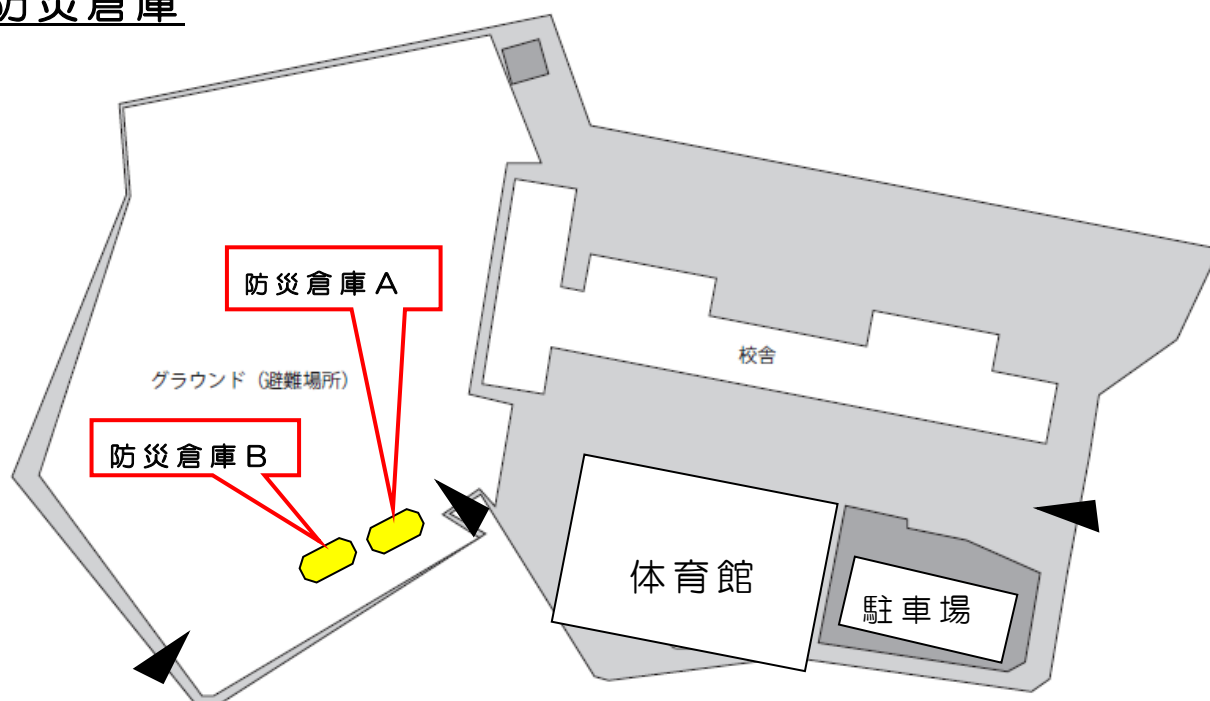 防災倉庫
防災倉庫A
校舎
グラウンド（避難場所）
防災倉庫B
体育館
駐車場